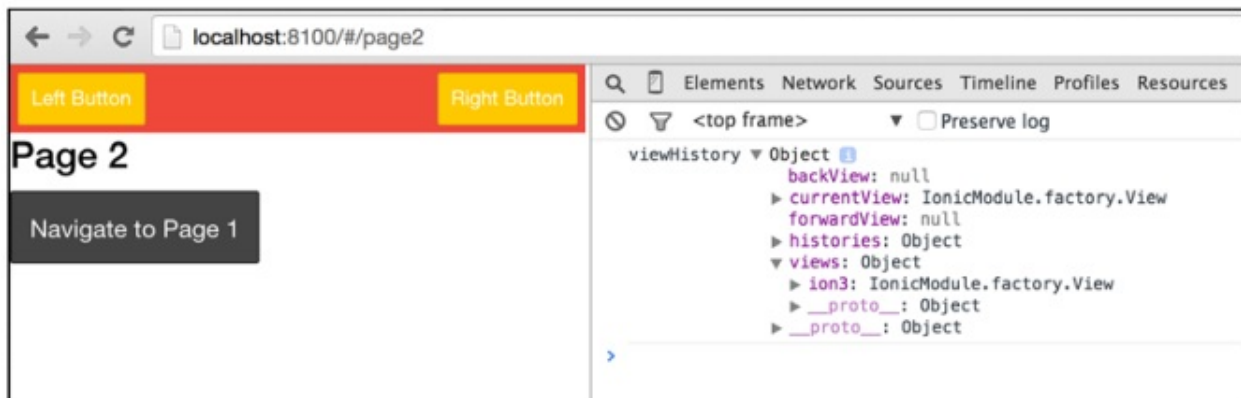 localhost:8100/#/page2
Left Button
Right Button
Page 2
Navigate to Page 1
Elements Network Sources Timeline Profiles Resources
<top frame> ▼ Preserve log
viewHistory ▼ Object i
backView: null
▶ currentView: IonicModule.factory.View
forwardView: null
▶ histories: Object
▼ views: Object
▶ ion3: IonicModule.factory.View
▶ __proto__: Object
▶ __proto__: Object
>